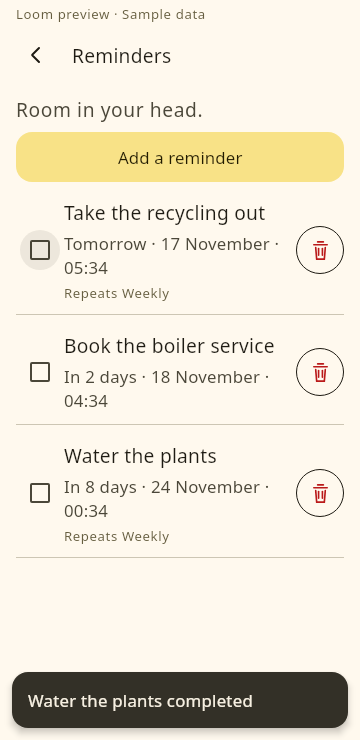 Loom preview · Sample data
Reminders
Room in your head.
Add a reminder
Take the recycling out
Tomorrow · 17 November ·
05:34
Repeats Weekly
Book the boiler service
In 2 days · 18 November ·
04:34
Water the plants
In 8 days · 24 November ·
00:34
Repeats Weekly
Water the plants completed